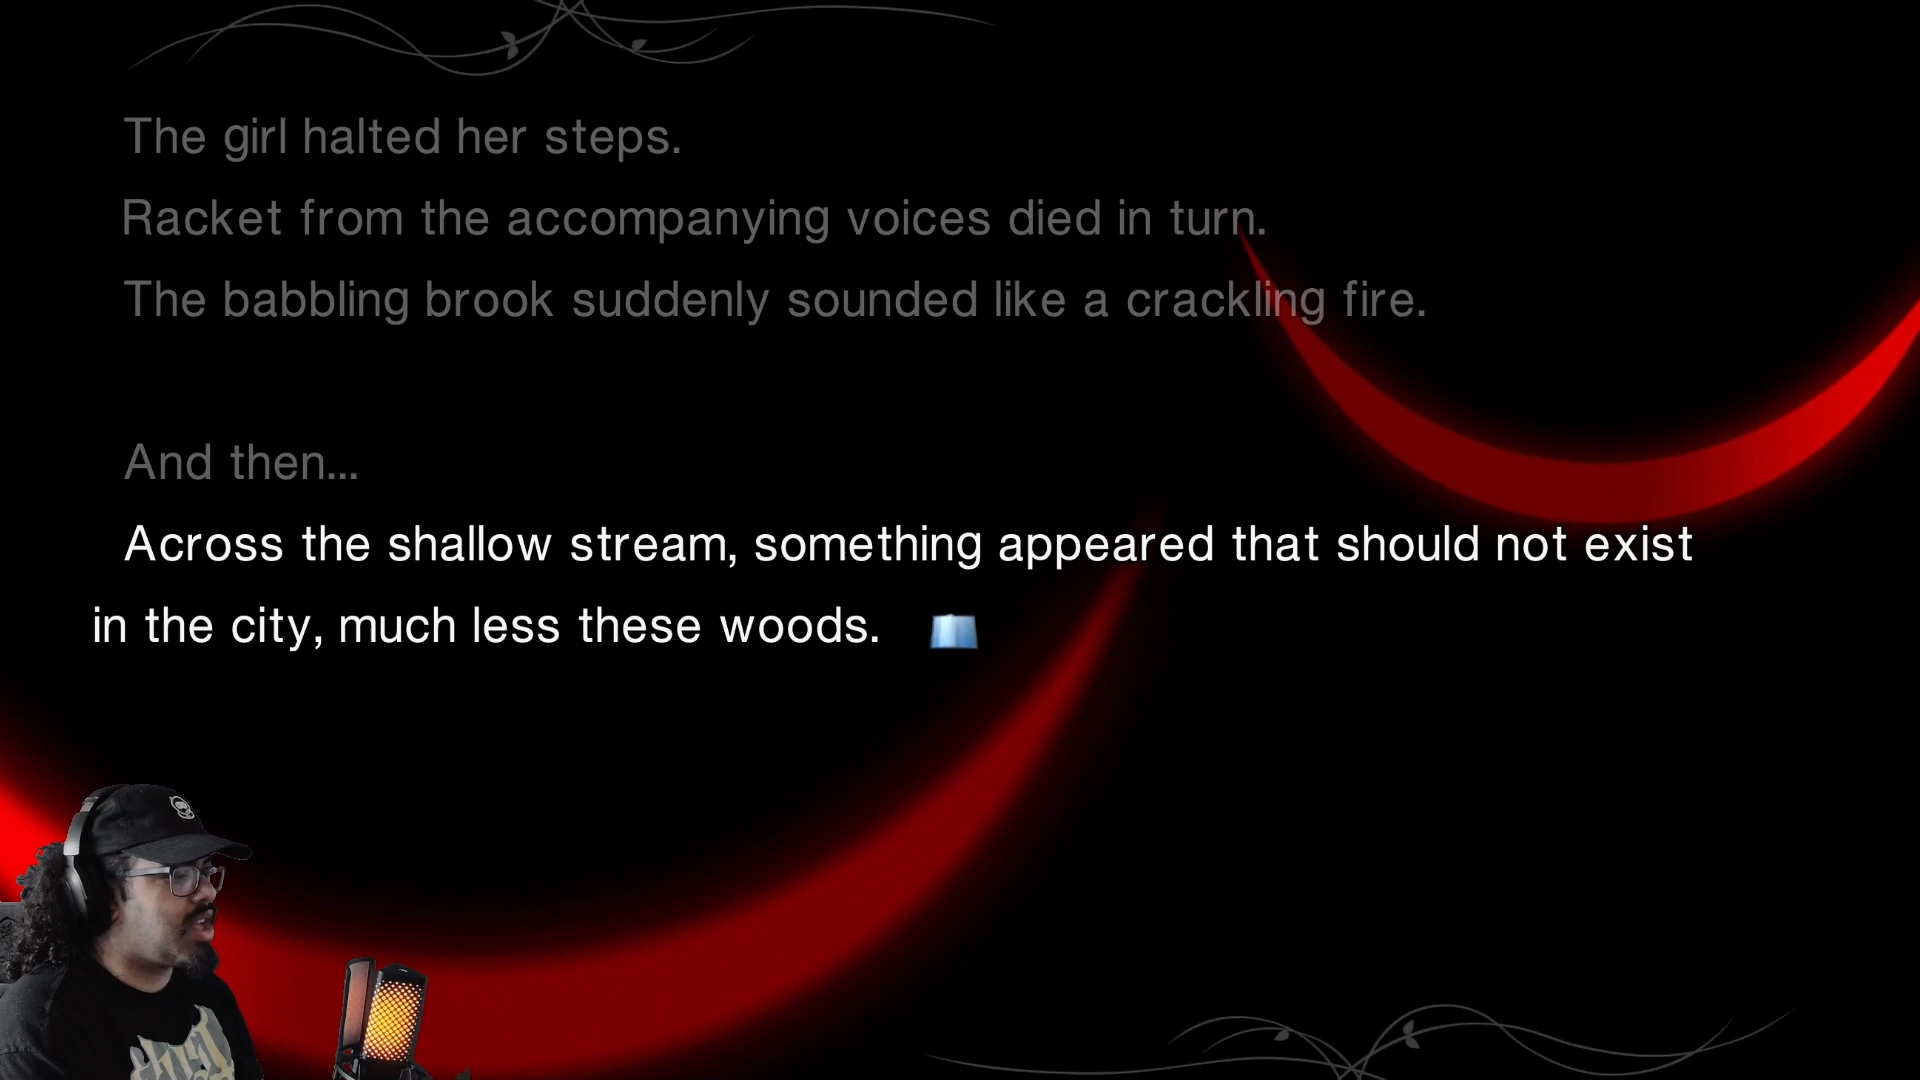 The girl halted her steps.
Racket from the accompanying voices died in turn.
The babbling brook suddenly sounded like a crackling fire.
And then...
Across the shallow stream, something appeared that should not exist
in the city, much less these woods.